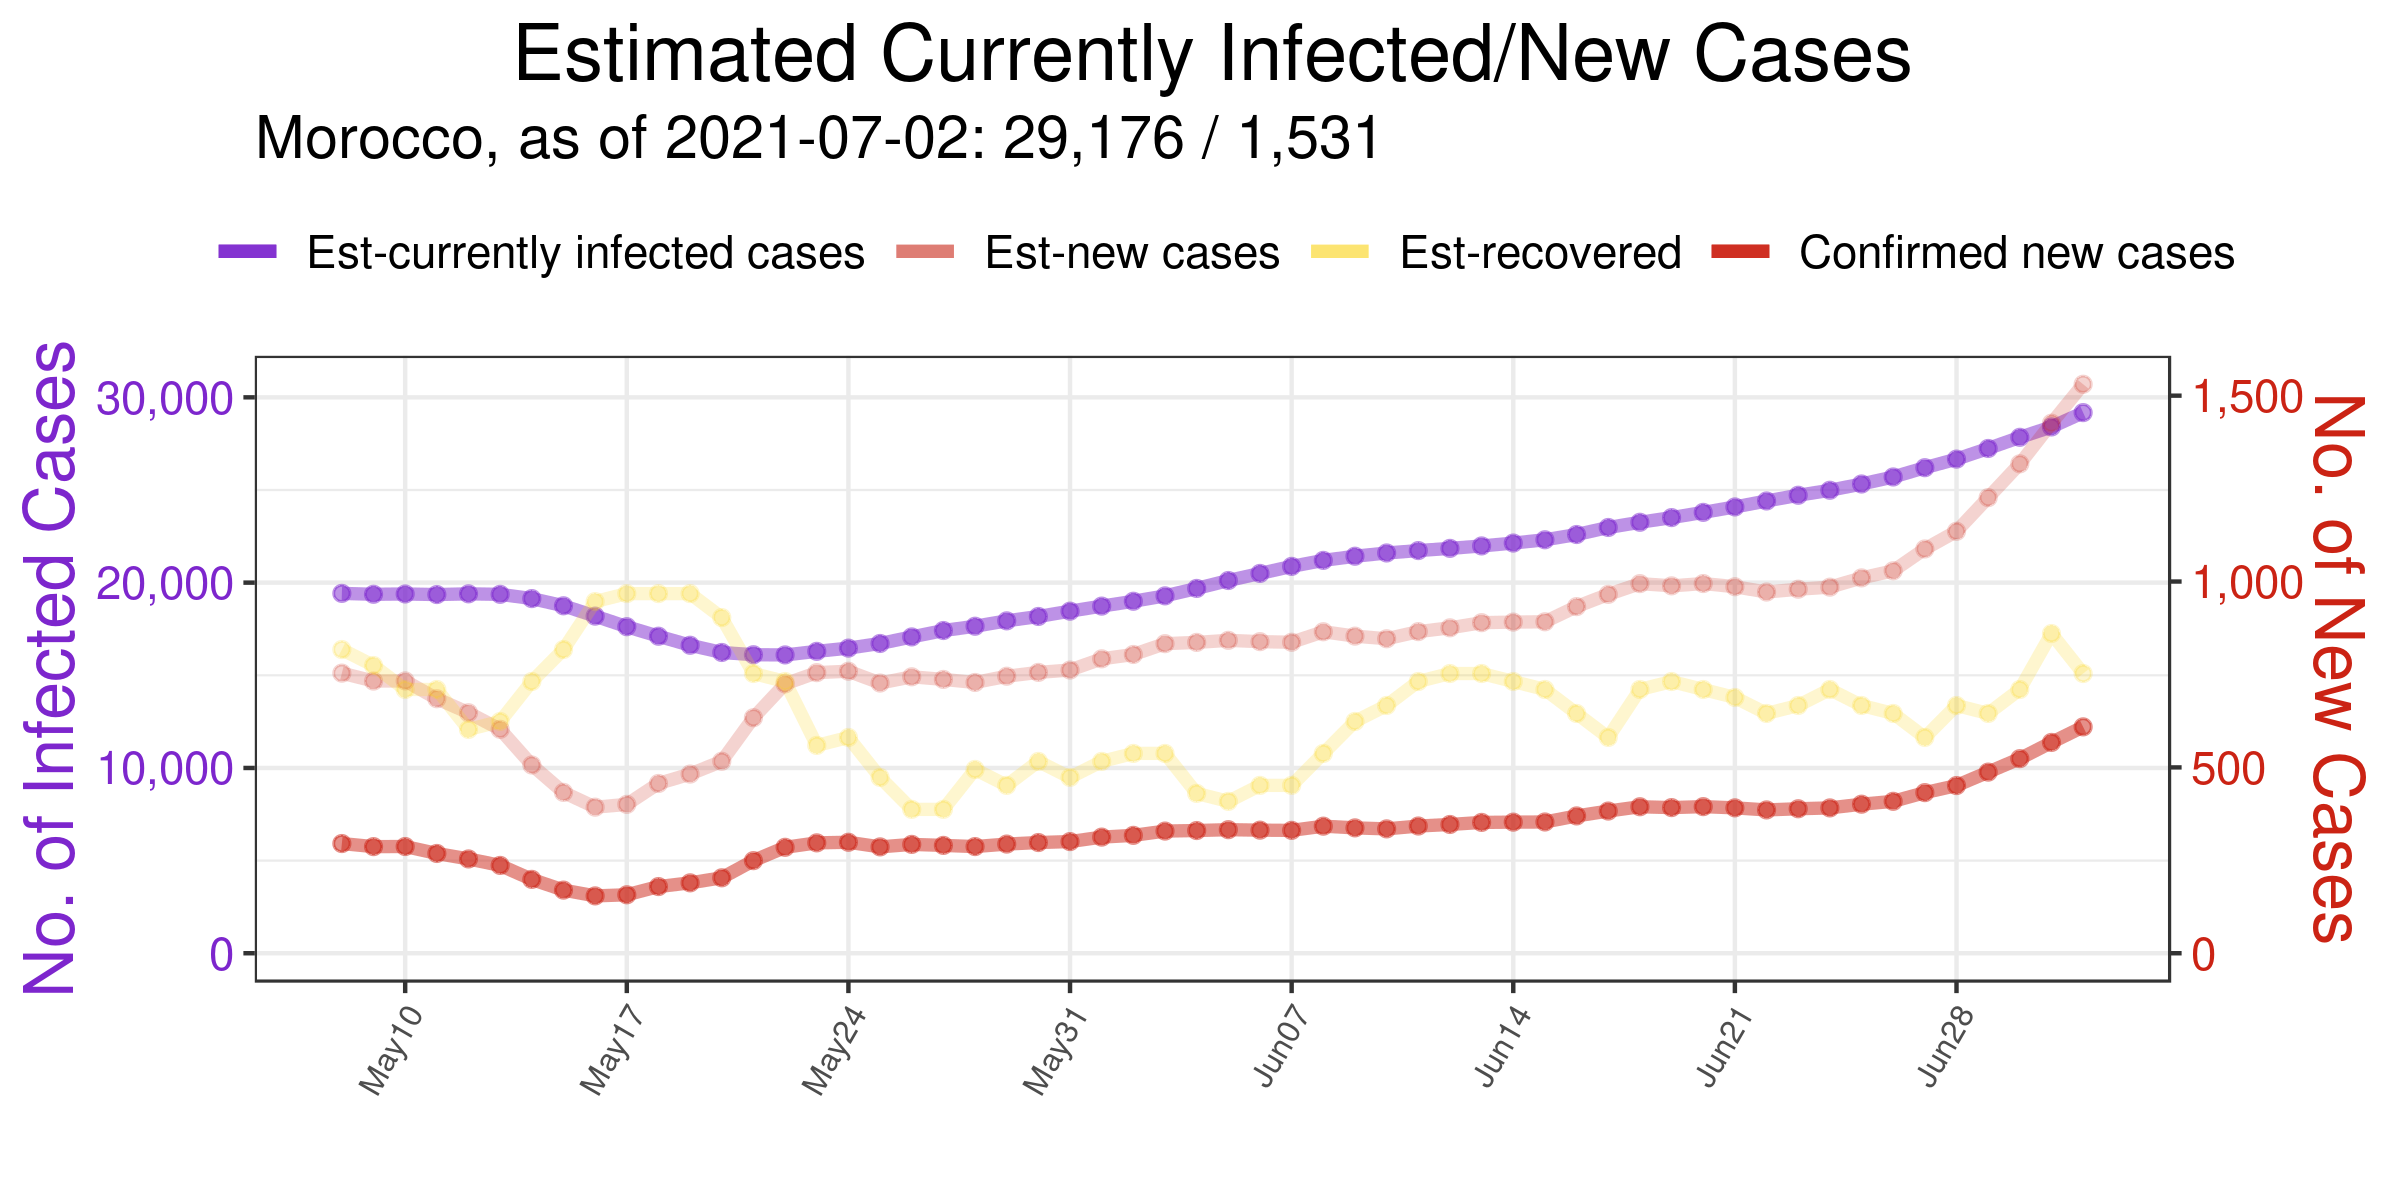 Estimated Currently Infected/New Cases
Morocco, as of 2021-07-02: 29,176 / 1,531
Est-currently infected cases Est-new cases Est-recovered Confirmed new cases
No. of Infected Cases
30,000
20,000
10,000
0
1,500
1,000
500
0
No. of New Cases
May10 May17 May24 May31 Jun07 Jun14 Jun21 Jun28